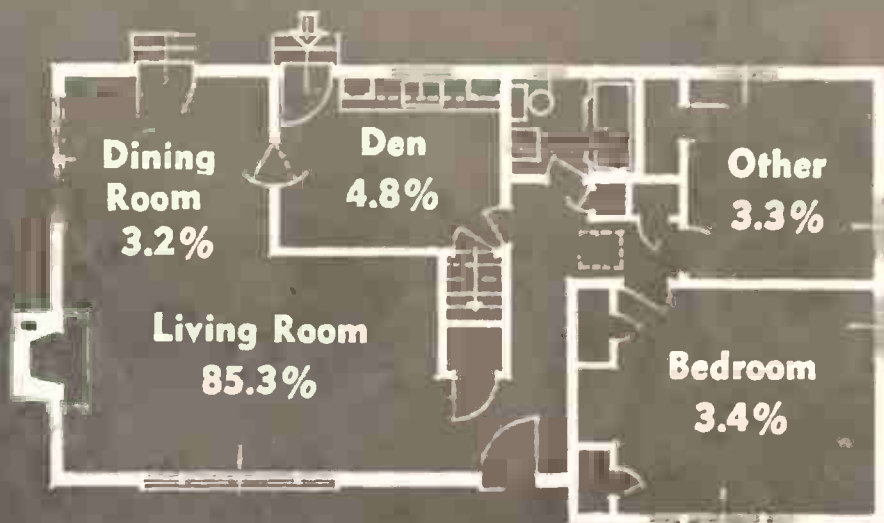 Dining
Room
3.2%
Den
4.8%
Other
3.3%
Living Room
85.3%
Bedroom
3.4%